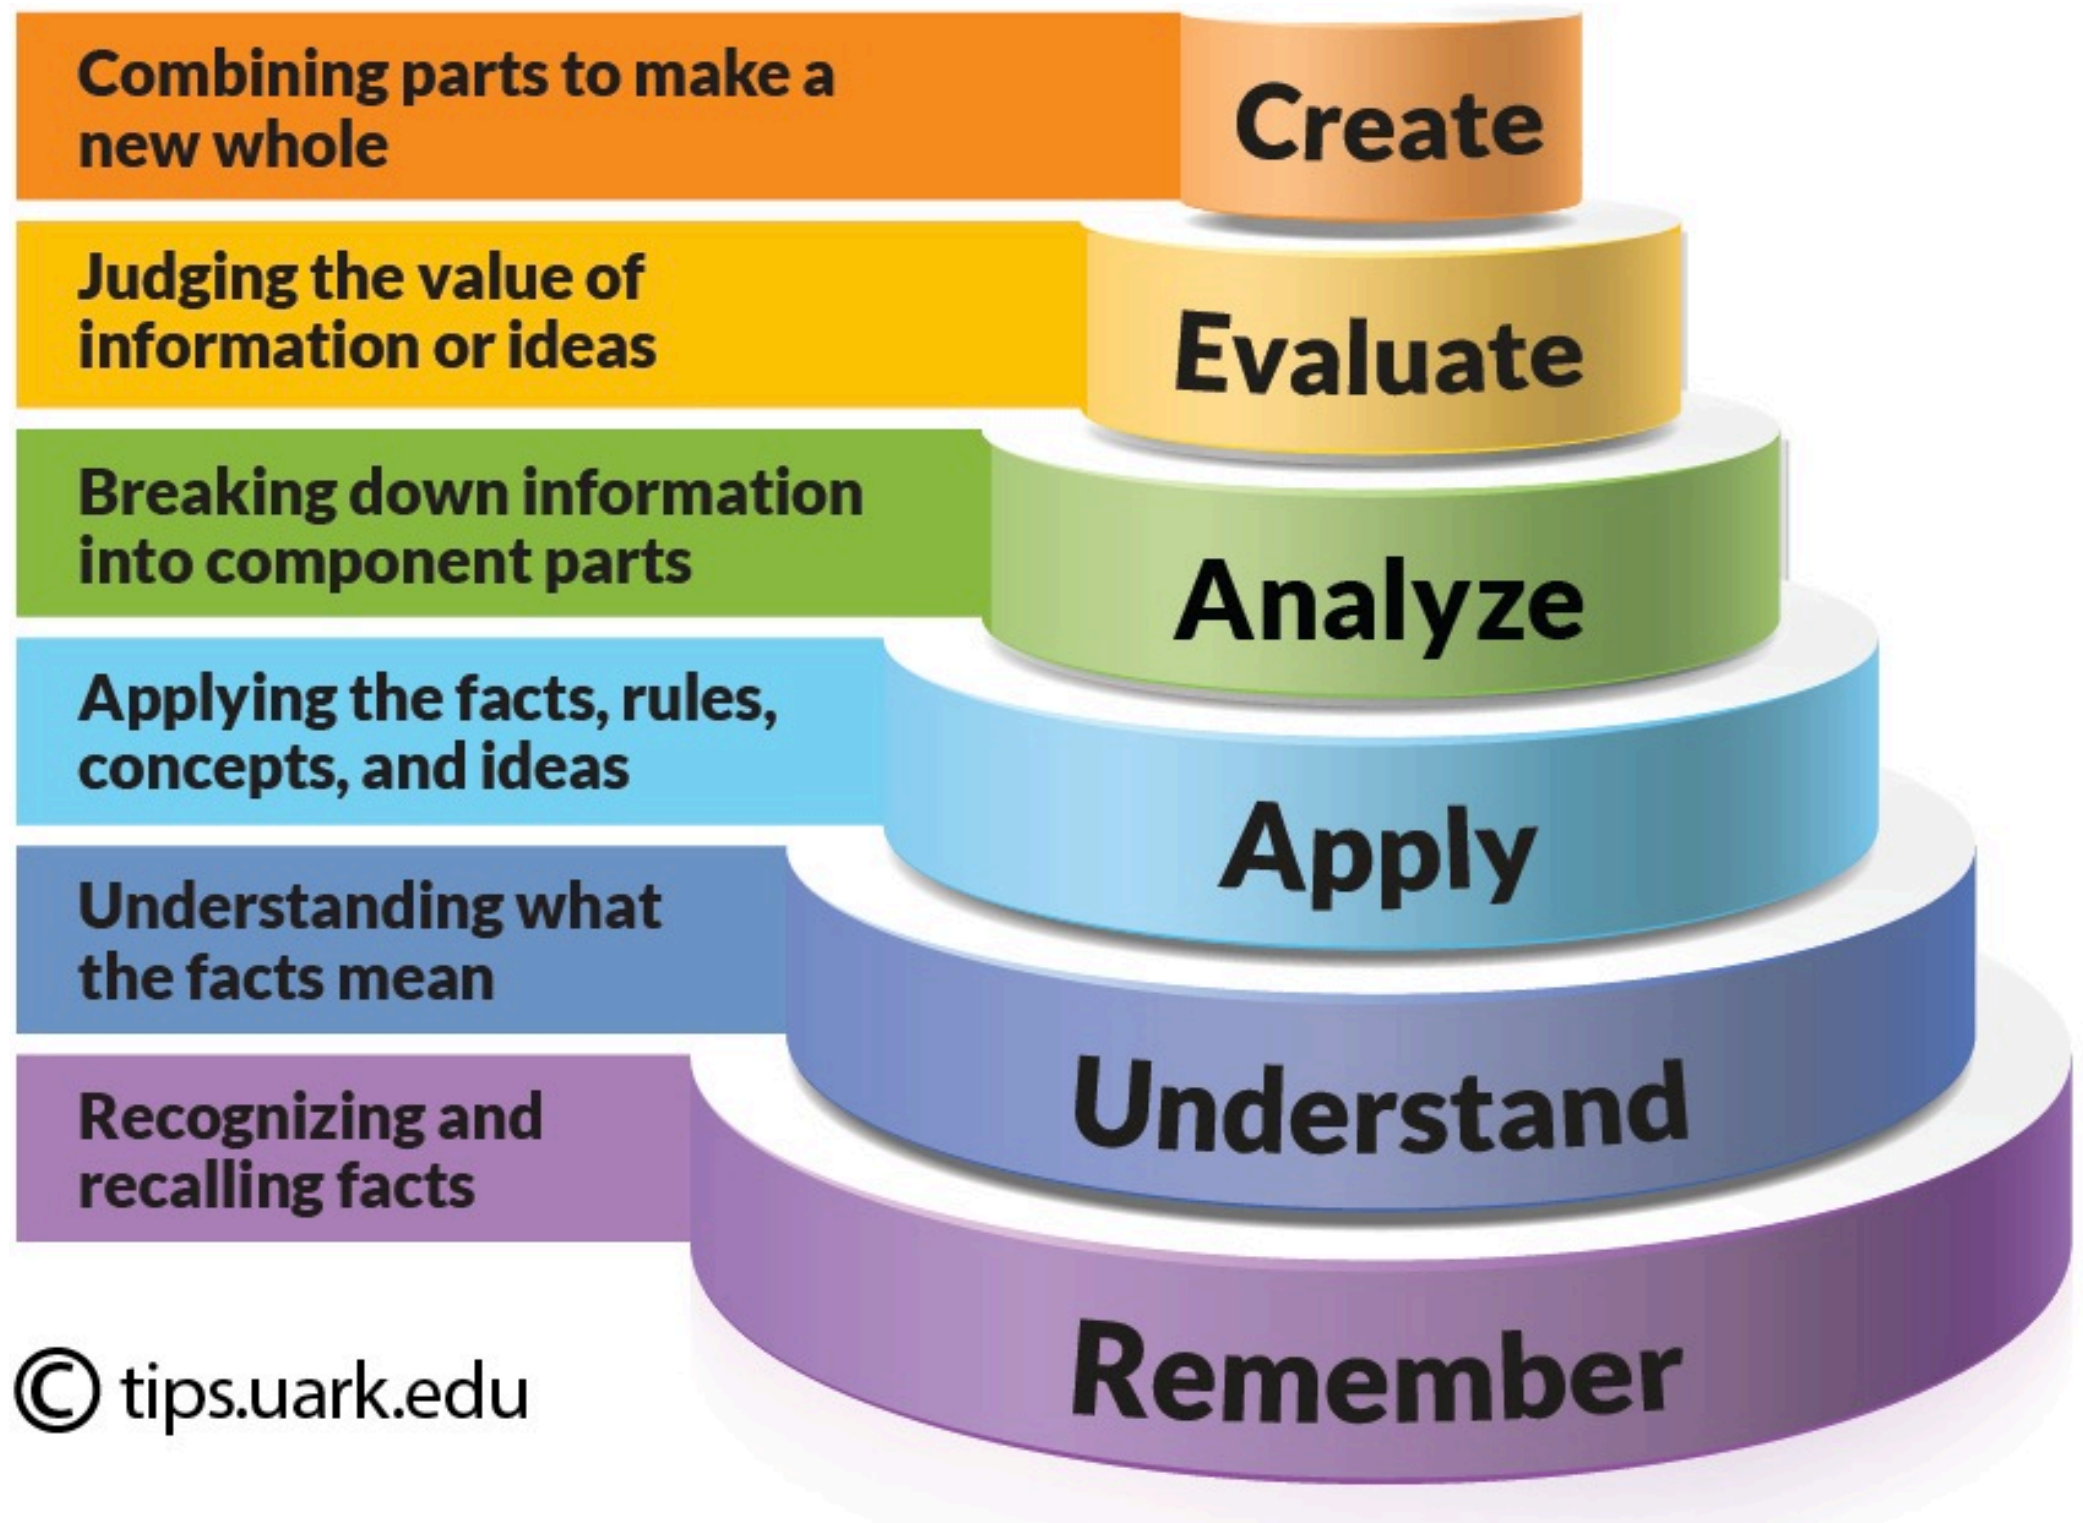 Combining parts to make a
new whole
Create
Judging the value of
information or ideas
Evaluate
Breaking down information
into component parts
Analyze
Applying the facts, rules,
concepts, and ideas
Apply
Understanding what
the facts mean
Understand
Recognizing and
recalling facts
Remember
© tips.uark.edu